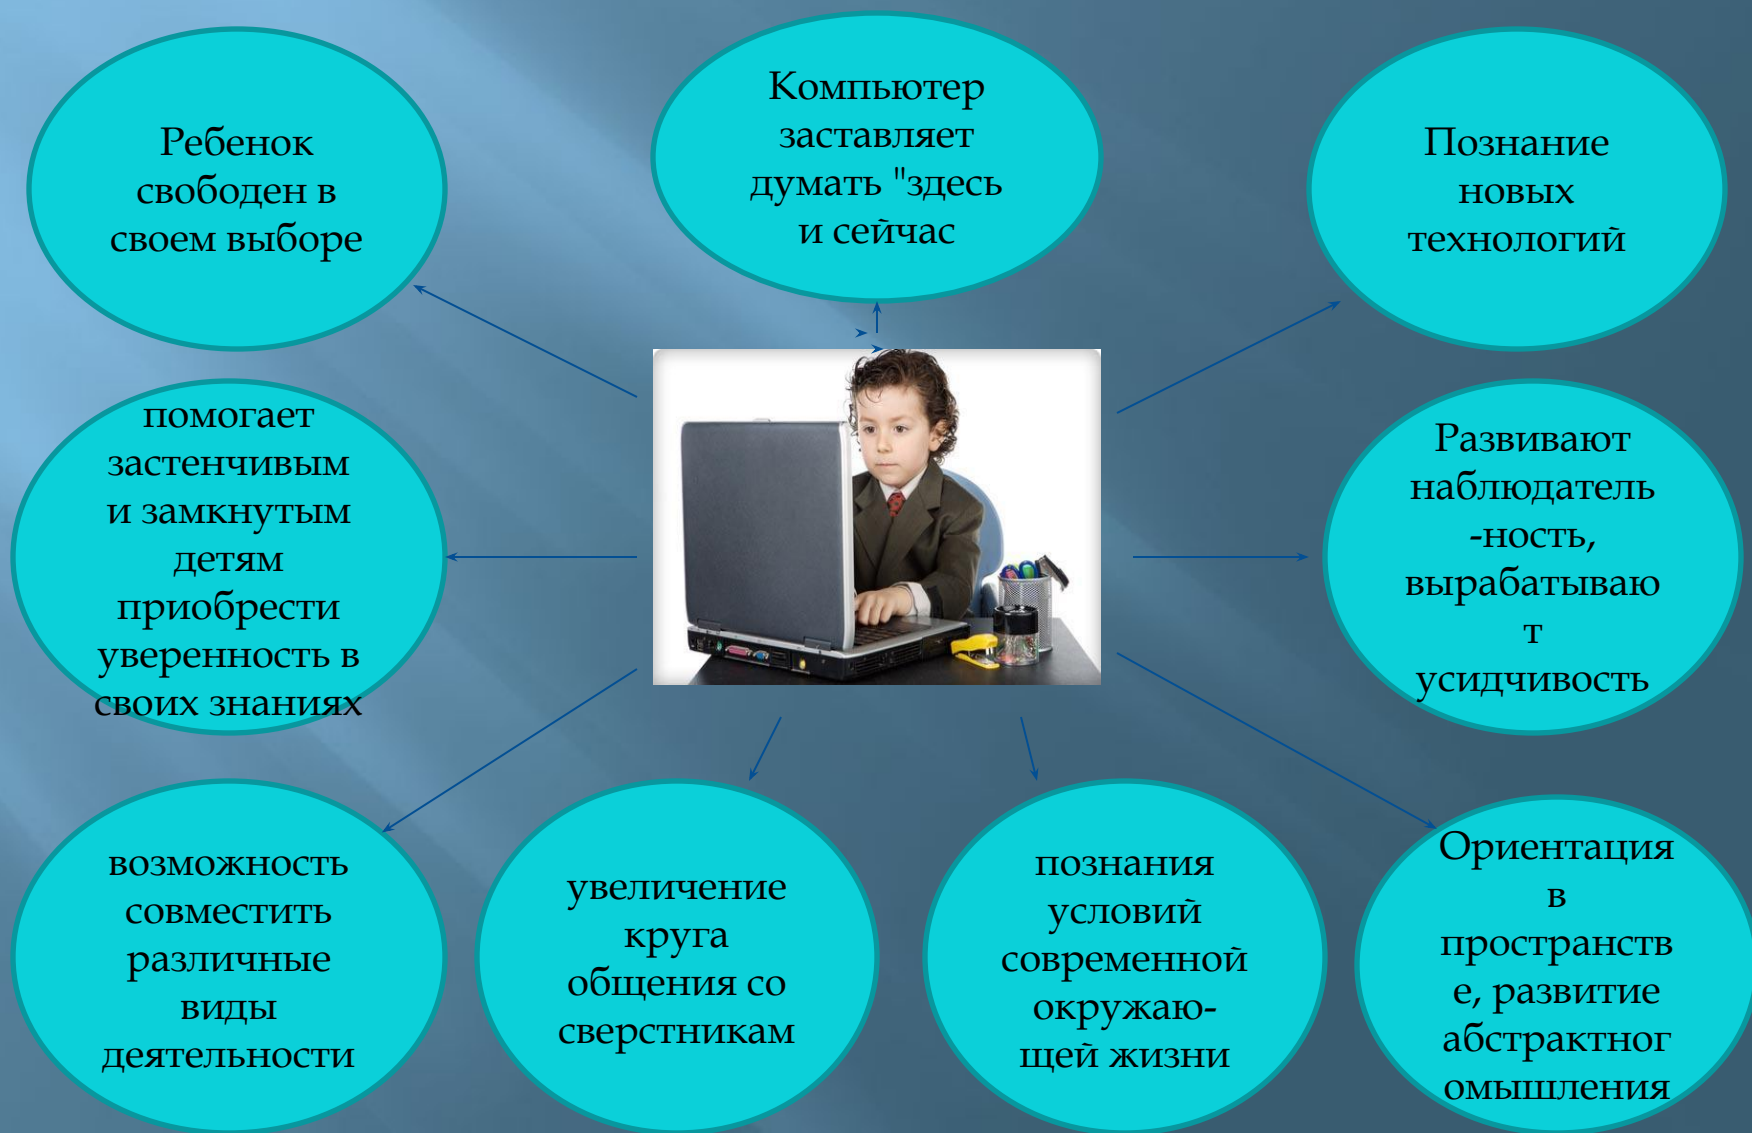 Ребенок
свободен в
своем выборе
Компьютер
заставляет
думать "здесь
и сейчас
Познание
новых
технологий
помогает
застенчивым
и замкнутым
детям
приобрести
уверенность в
своих знаниях
Развивают
наблюдатель
-ность,
вырабатываю
т
усидчивость
возможность
совместить
различные
виды
деятельности
увеличение
круга
общения со
сверстникам
познания
условий
современной
окружаю-
щей жизни
Ориентация
в
пространств
е, развитие
абстрактног
омышления